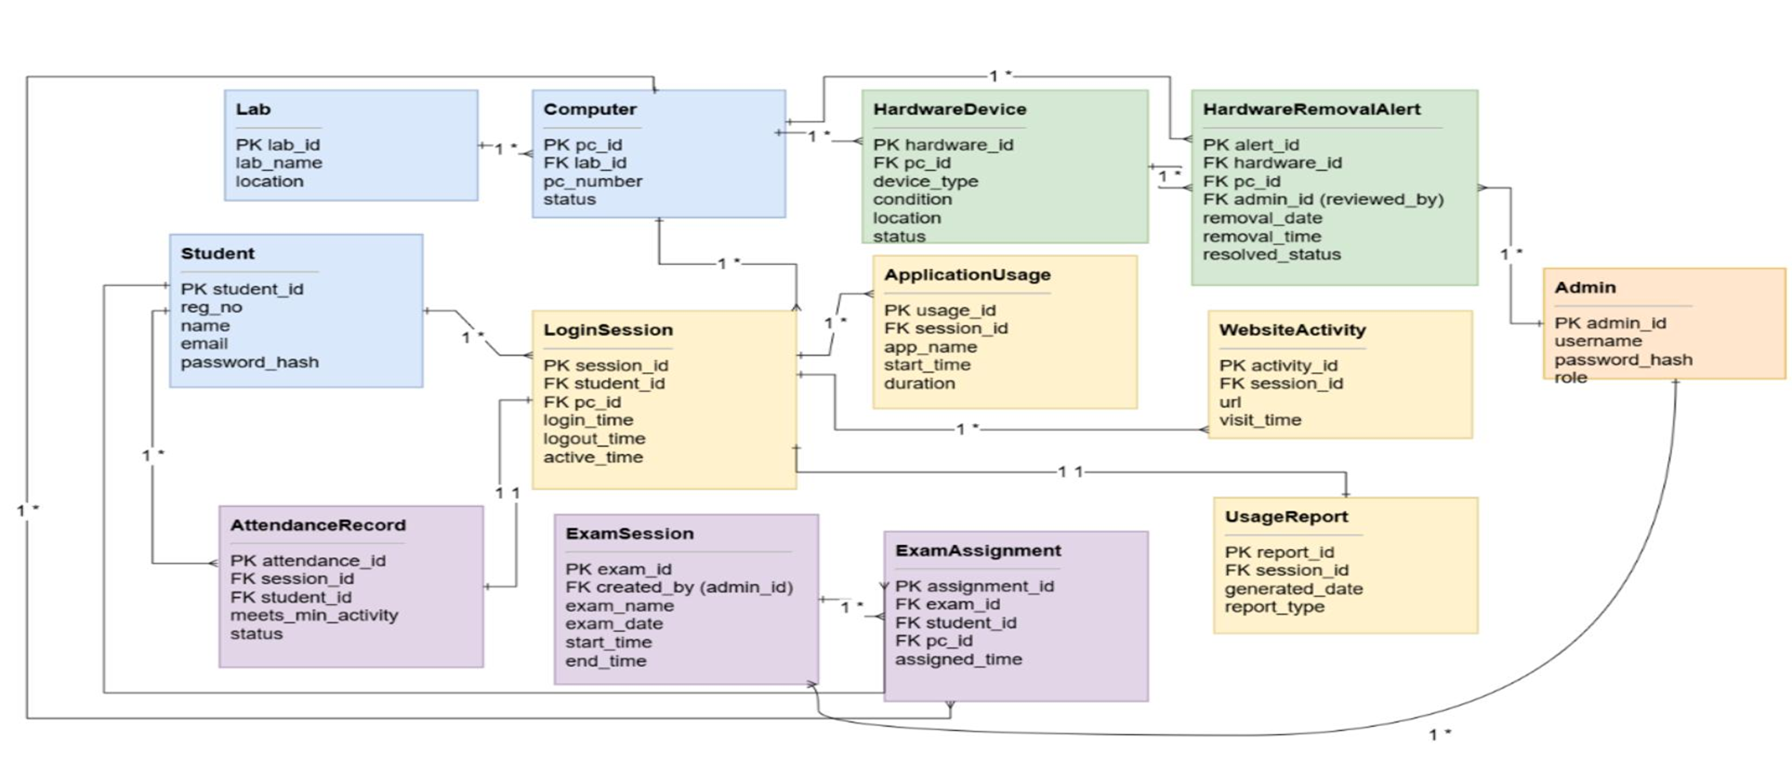 1 *
Lab
PK lab_id
lab_name
location
1 *
Computer
PK pc_id
FK lab_id
pc_number
status
1 *
HardwareDevice
PK hardware_id
FK pc_id
device_type
condition
location
status
1 *
HardwareRemovalAlert
PK alert_id
FK hardware_id
FK pc_id
FK admin_id (reviewed_by)
removal_date
removal_time
resolved_status
1 *
Admin
PK admin_id
username
password_hash
role
Student
PK student_id
reg_no
name
email
password_hash
1 *
1 *
LoginSession
PK session_id
FK student_id
FK pc_id
login_time
logout_time
active_time
1 *
ApplicationUsage
PK usage_id
FK session_id
app_name
start_time
duration
WebsiteActivity
PK activity_id
FK session_id
url
visit_time
1 *
1 *
1 1
1 1
1 *
AttendanceRecord
PK attendance_id
FK session_id
FK student_id
meets_min_activity
status
ExamSession
PK exam_id
FK created_by (admin_id)
exam_name
exam_date
start_time
end_time
1 *
ExamAssignment
PK assignment_id
FK exam_id
FK student_id
FK pc_id
assigned_time
UsageReport
PK report_id
FK session_id
generated_date
report_type
1 *